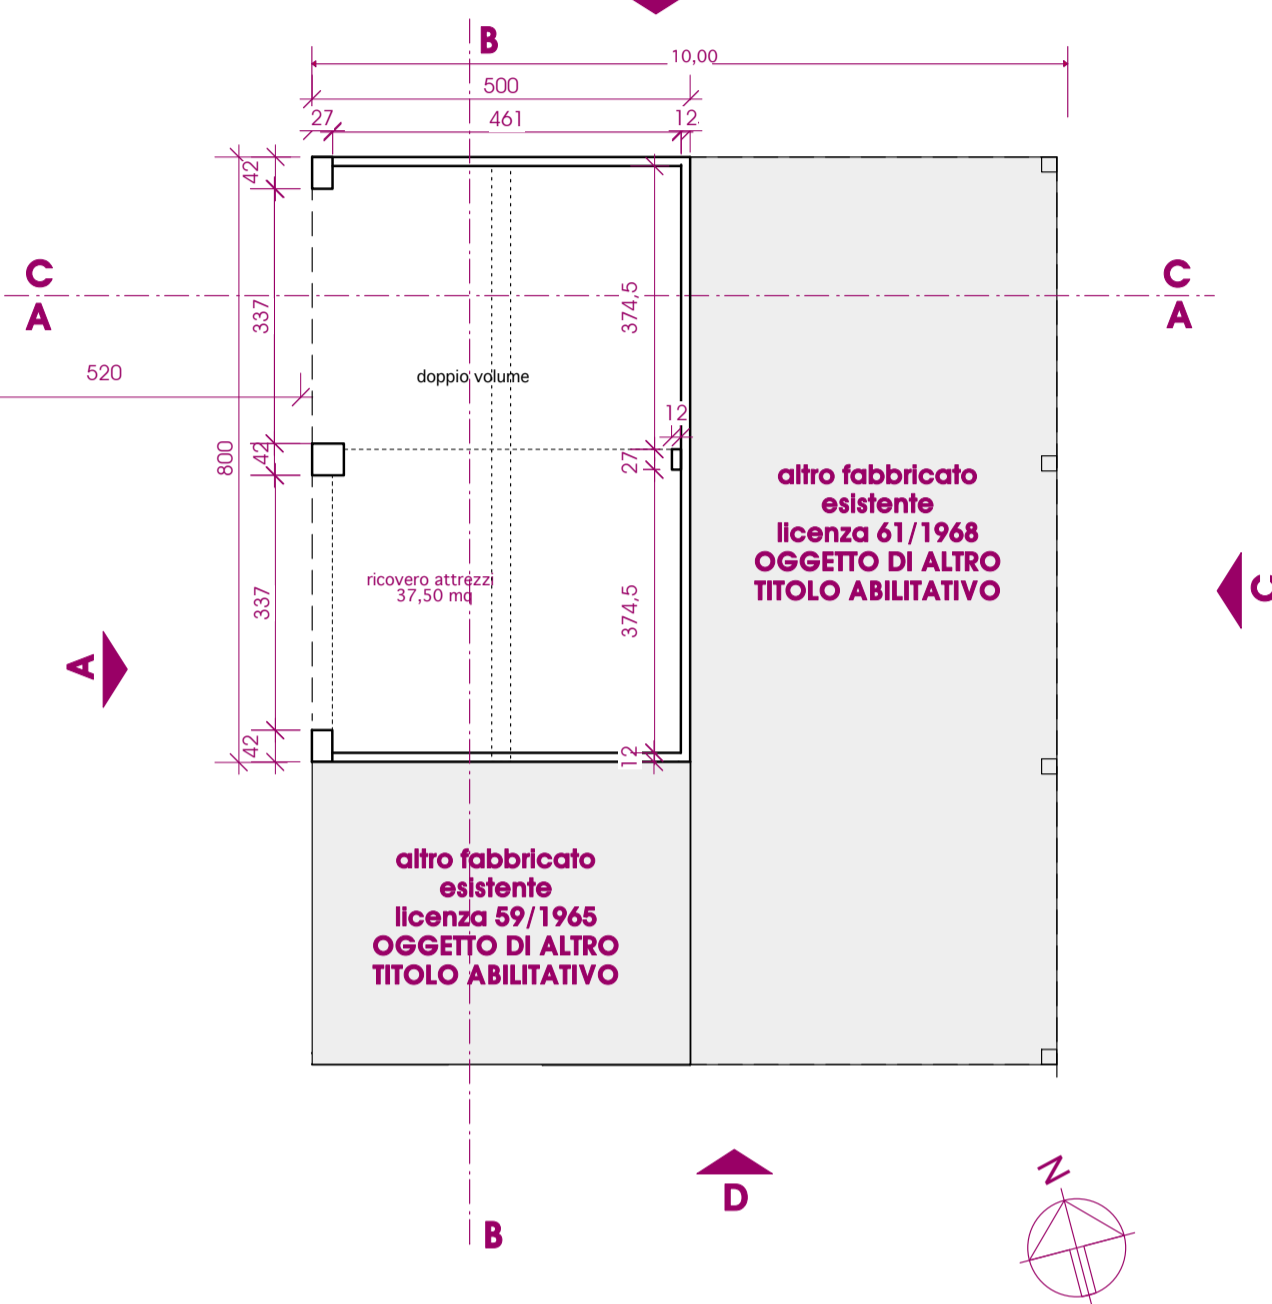 B
10,00
500
27
461
12
42
C
C
337
374,5
A
A
520
doppio volume
12
800
42
27
altro fabbricato
esistente
licenza 61/1968
OGGETTO DI ALTRO
TITOLO ABILITATIVO
ricovero attrezzi
37,50 mq
337
374,5
C
A
42
12
altro fabbricato
esistente
licenza 59/1965
OGGETTO DI ALTRO
TITOLO ABILITATIVO
D
N
B